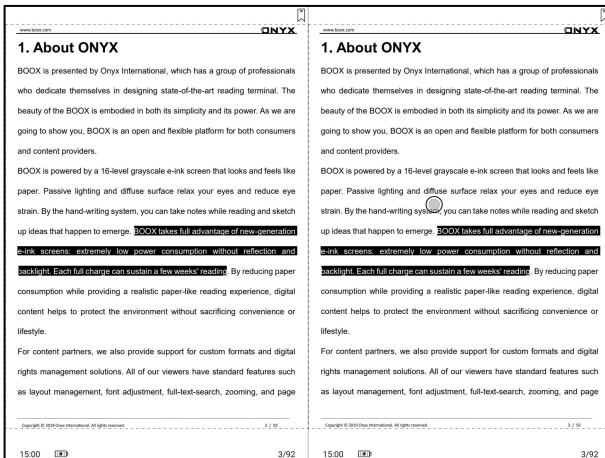 www.boox.com
ONYX
1. About ONYX
BOOX is presented by Onyx International, which has a group of professionals
who dedicate themselves in designing state-of-the-art reading terminal. The
beauty of the BOOX is embodied in both its simplicity and its power. As we are
going to show you, BOOX is an open and flexible platform for both consumers
and content providers.
BOOX is powered by a 16-level grayscale e-ink screen that looks and feels like
paper. Passive lighting and diffuse surface relax your eyes and reduce eye
strain. By the hand-writing system, you can take notes while reading and sketch
up ideas that happen to emerge. BOOX takes full advantage of new-generation
e-ink screens: extremely low power consumption without reflection and
backlight. Each full charge can sustain a few weeks' reading. By reducing paper
consumption while providing a realistic paper-like reading experience, digital
content helps to protect the environment without sacrificing convenience or
lifestyle.
For content partners, we also provide support for custom formats and digital
rights management solutions. All of our viewers have standard features such
as layout management, font adjustment, full-text-search, zooming, and page
Copyright © 2019 Onyx International. All rights reserved.
3 / 92
15:00
3/92
www.boox.com
ONYX
1. About ONYX
BOOX is presented by Onyx International, which has a group of professionals
who dedicate themselves in designing state-of-the-art reading terminal. The
beauty of the BOOX is embodied in both its simplicity and its power. As we are
going to show you, BOOX is an open and flexible platform for both consumers
and content providers.
BOOX is powered by a 16-level grayscale e-ink screen that looks and feels like
paper. Passive lighting and diffuse surface relax your eyes and reduce eye
strain. By the hand-writing system, you can take notes while reading and sketch
up ideas that happen to emerge. BOOX takes full advantage of new-generation
e-ink screens: extremely low power consumption without reflection and
backlight. Each full charge can sustain a few weeks' reading. By reducing paper
consumption while providing a realistic paper-like reading experience, digital
content helps to protect the environment without sacrificing convenience or
lifestyle.
For content partners, we also provide support for custom formats and digital
rights management solutions. All of our viewers have standard features such
as layout management, font adjustment, full-text-search, zooming, and page
Copyright © 2019 Onyx International. All rights reserved.
3 / 92
15:00
3/92